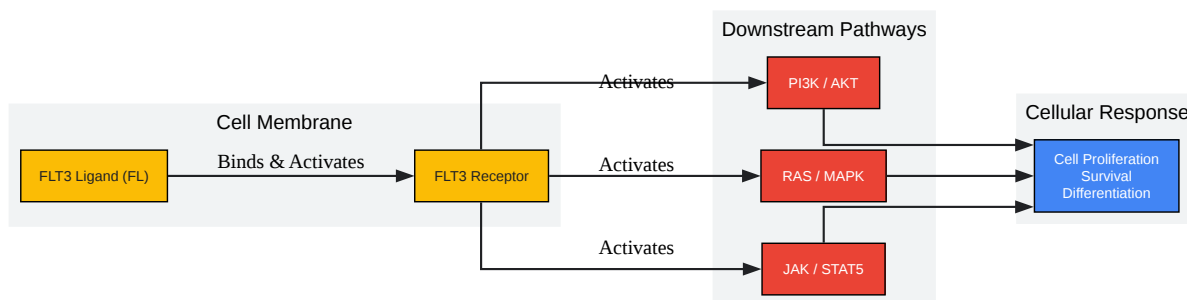 Downstream Pathways
Activates
PI3K / AKT
Cell Membrane
Cellular Response
FLT3 Ligand (FL)
Binds & Activates
FLT3 Receptor
Activates
RAS / MAPK
Cell Proliferation
Survival
Differentiation
Activates
JAK / STAT5